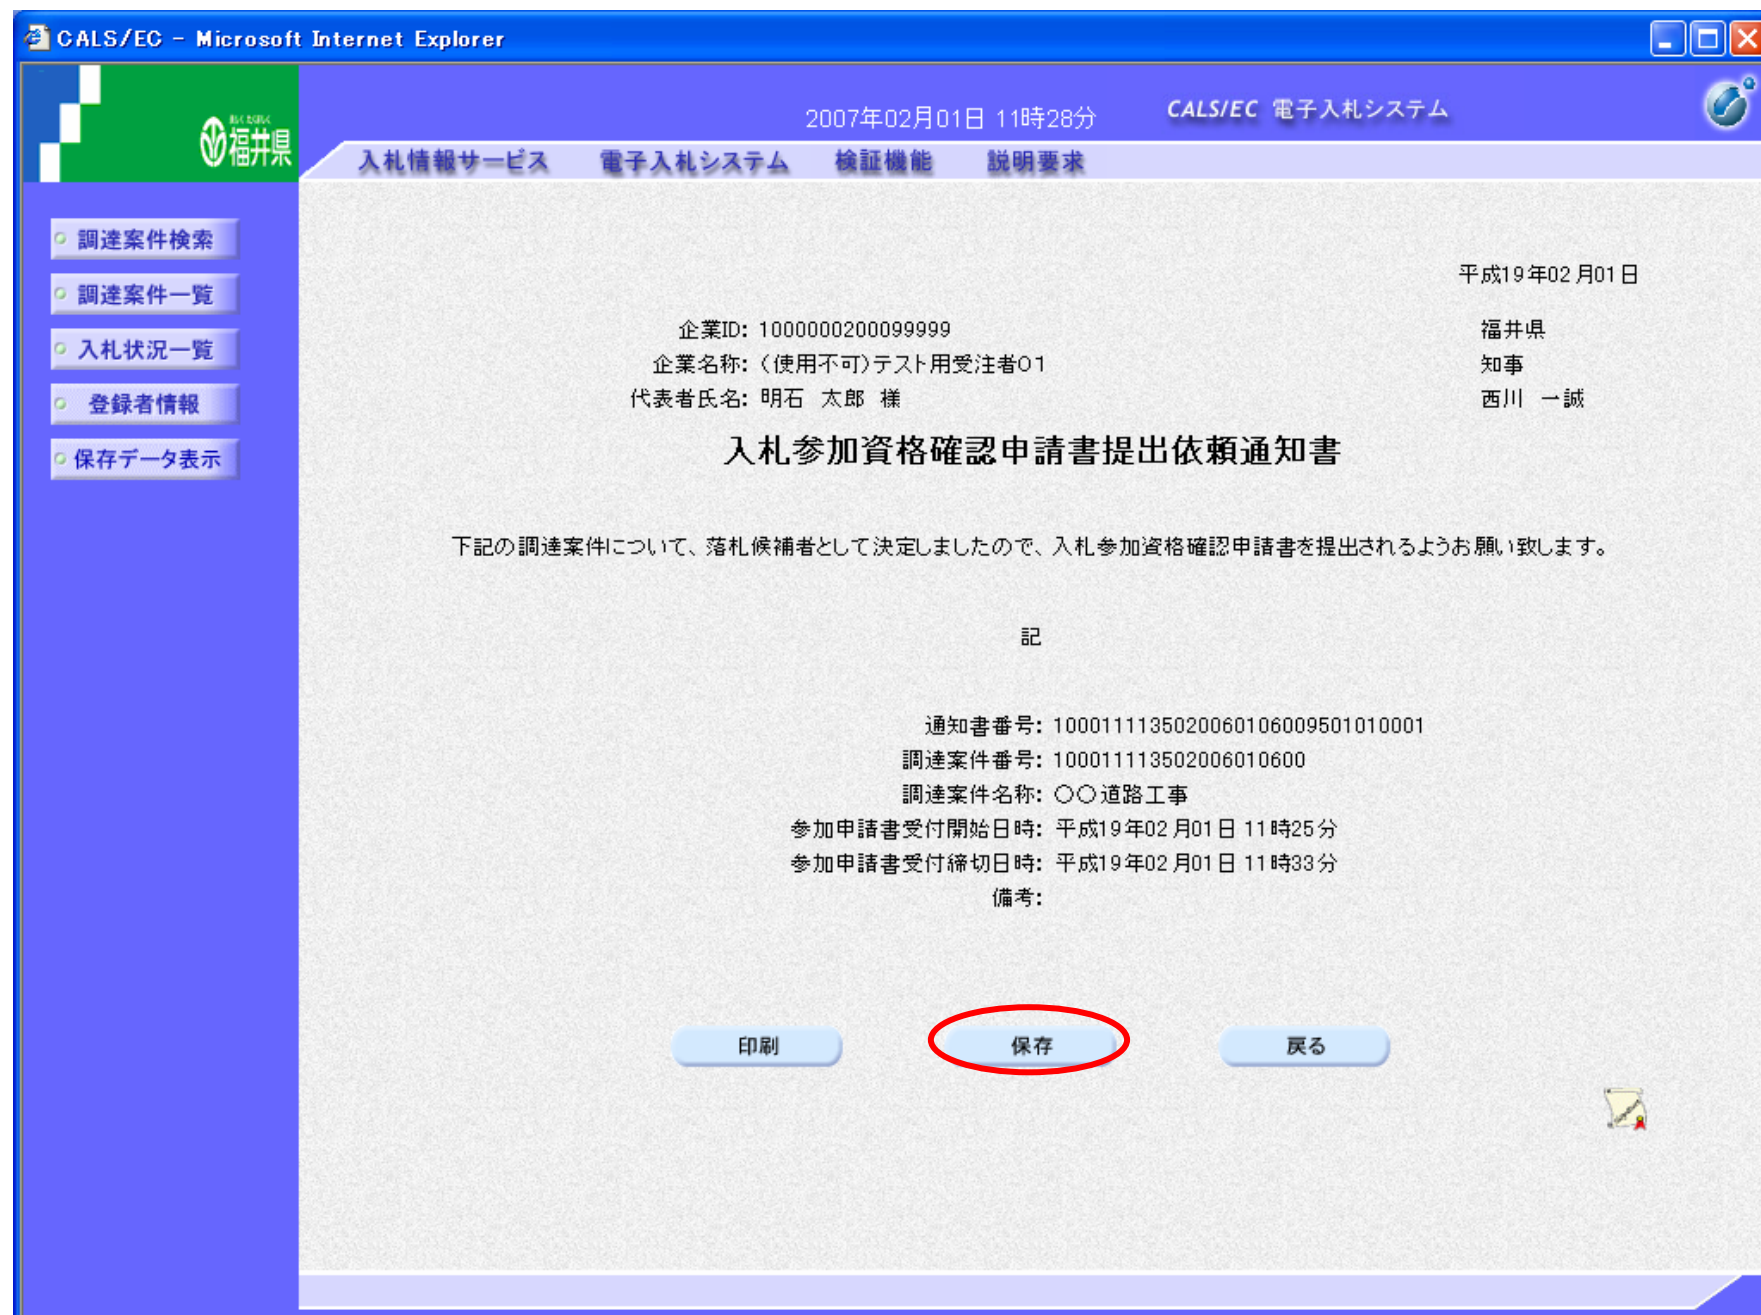 CALS/EC - Microsoft Internet Explorer
福井県
2007年02月01日 11時28分
CALS/EC 電子入札システム
入札情報サービス 電子入札システム 検証機能 説明要求
調達案件検索
調達案件一覧
入札状況一覧
登録者情報
保存データ表示
平成19年02月01日
企業ID: 1000000200099999
福井県
企業名称: (使用不可)テスト用受注者01
知事
代表者氏名: 明石 太郎 様
西川 一誠
入札参加資格確認申請書提出依頼通知書
下記の調達案件について、落札候補者として決定しましたので、入札参加資格確認申請書を提出されるようお願い致します。
記
通知書番号: 1000111135020060106009501010001
調達案件番号: 100011113502006010600
調達案件名称: 〇〇道路工事
参加申請書受付開始日時: 平成19年02月01日 11時25分
参加申請書受付締切日時: 平成19年02月01日 11時33分
備考:
印刷 保存 戻る